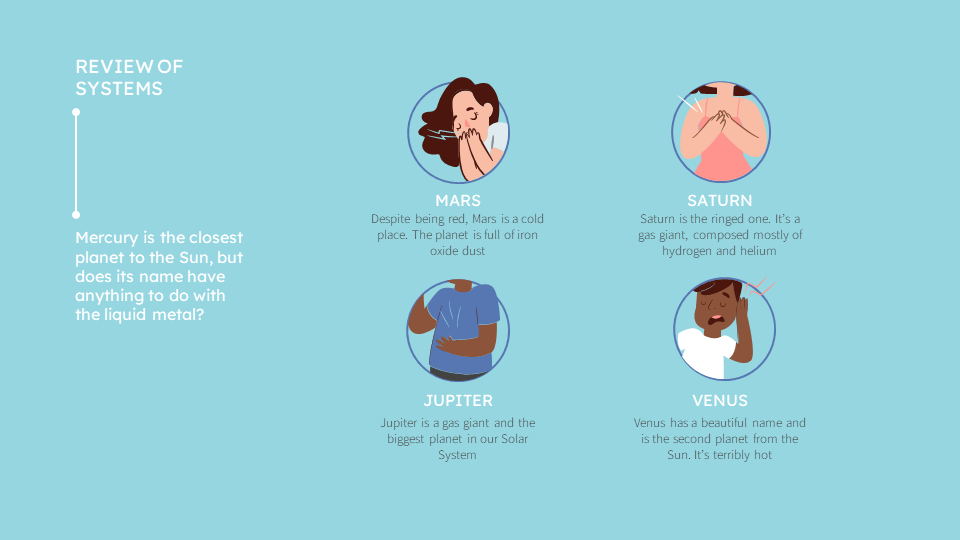 REVIEW OF
SYSTEMS
Mercury is the closest
planet to the Sun, but
does its name have
anything to do with
the liquid metal?
MARS
Despite being red, Mars is a cold
place. The planet is full of iron
oxide dust
SATURN
Saturn is the ringed one. It’s a
gas giant, composed mostly of
hydrogen and helium
JUPITER
Jupiter is a gas giant and the
biggest planet in our Solar
System
VENUS
Venus has a beautiful name and
is the second planet from the
Sun. It’s terribly hot